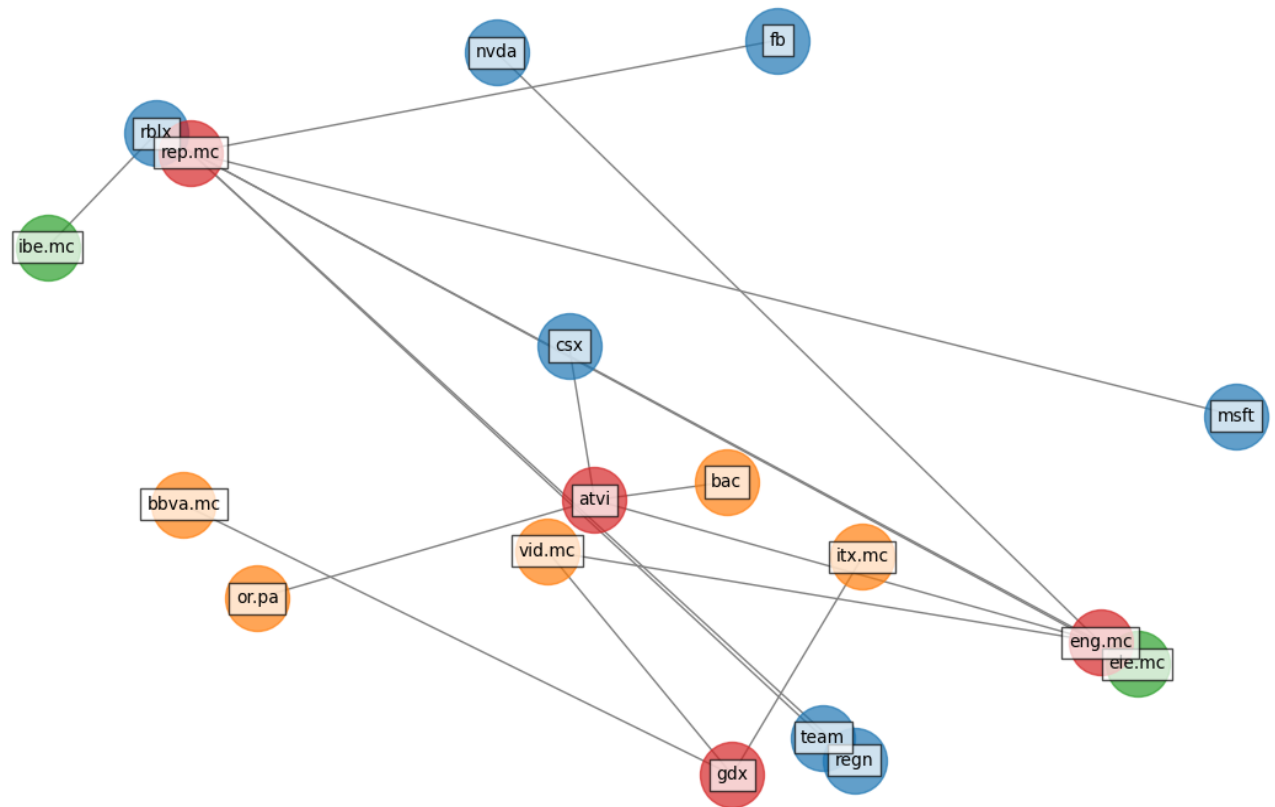 fb
nvda
rblx
rep.mc
ibe.mc
csx
msft
bac
atvi
bbva.mc
vid.mc
itx.mc
or.pa
eng.mc
ele.mc
team
regn
gdx